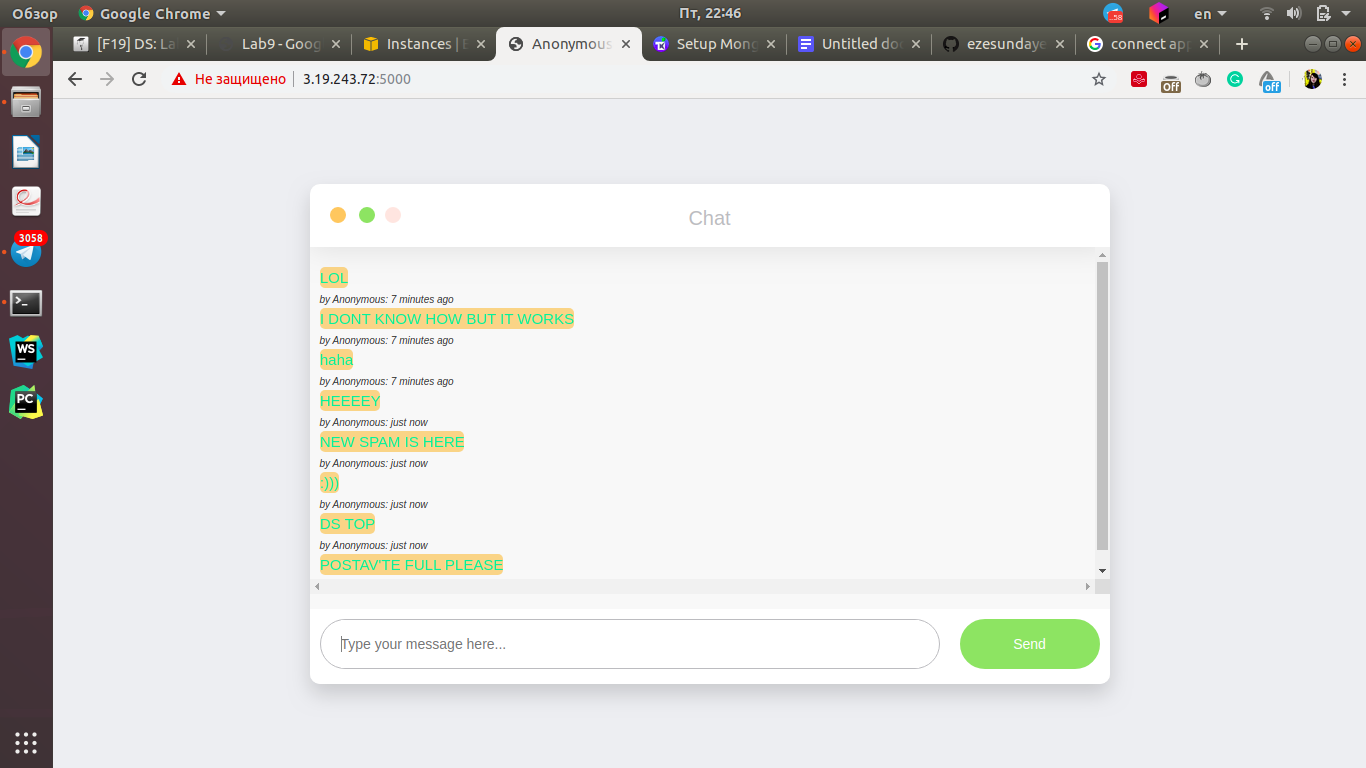 Обзор Google Chrome Пт, 22:46 en
[F19] DS: La Lab9 - Goog Instances | E Anonymous Setup Mong Untitled doc ezesundaye connect app
Не защищено 3.19.243.72:5000 Off off
Chat
LOL
by Anonymous: 7 minutes ago
I DONT KNOW HOW BUT IT WORKS
by Anonymous: 7 minutes ago
haha
by Anonymous: 7 minutes ago
HEEEEY
by Anonymous: just now
NEW SPAM IS HERE
by Anonymous: just now
:)))
by Anonymous: just now
DS TOP
by Anonymous: just now
POSTAV'TE FULL PLEASE
Type your message here...
Send
3058
WS
PC